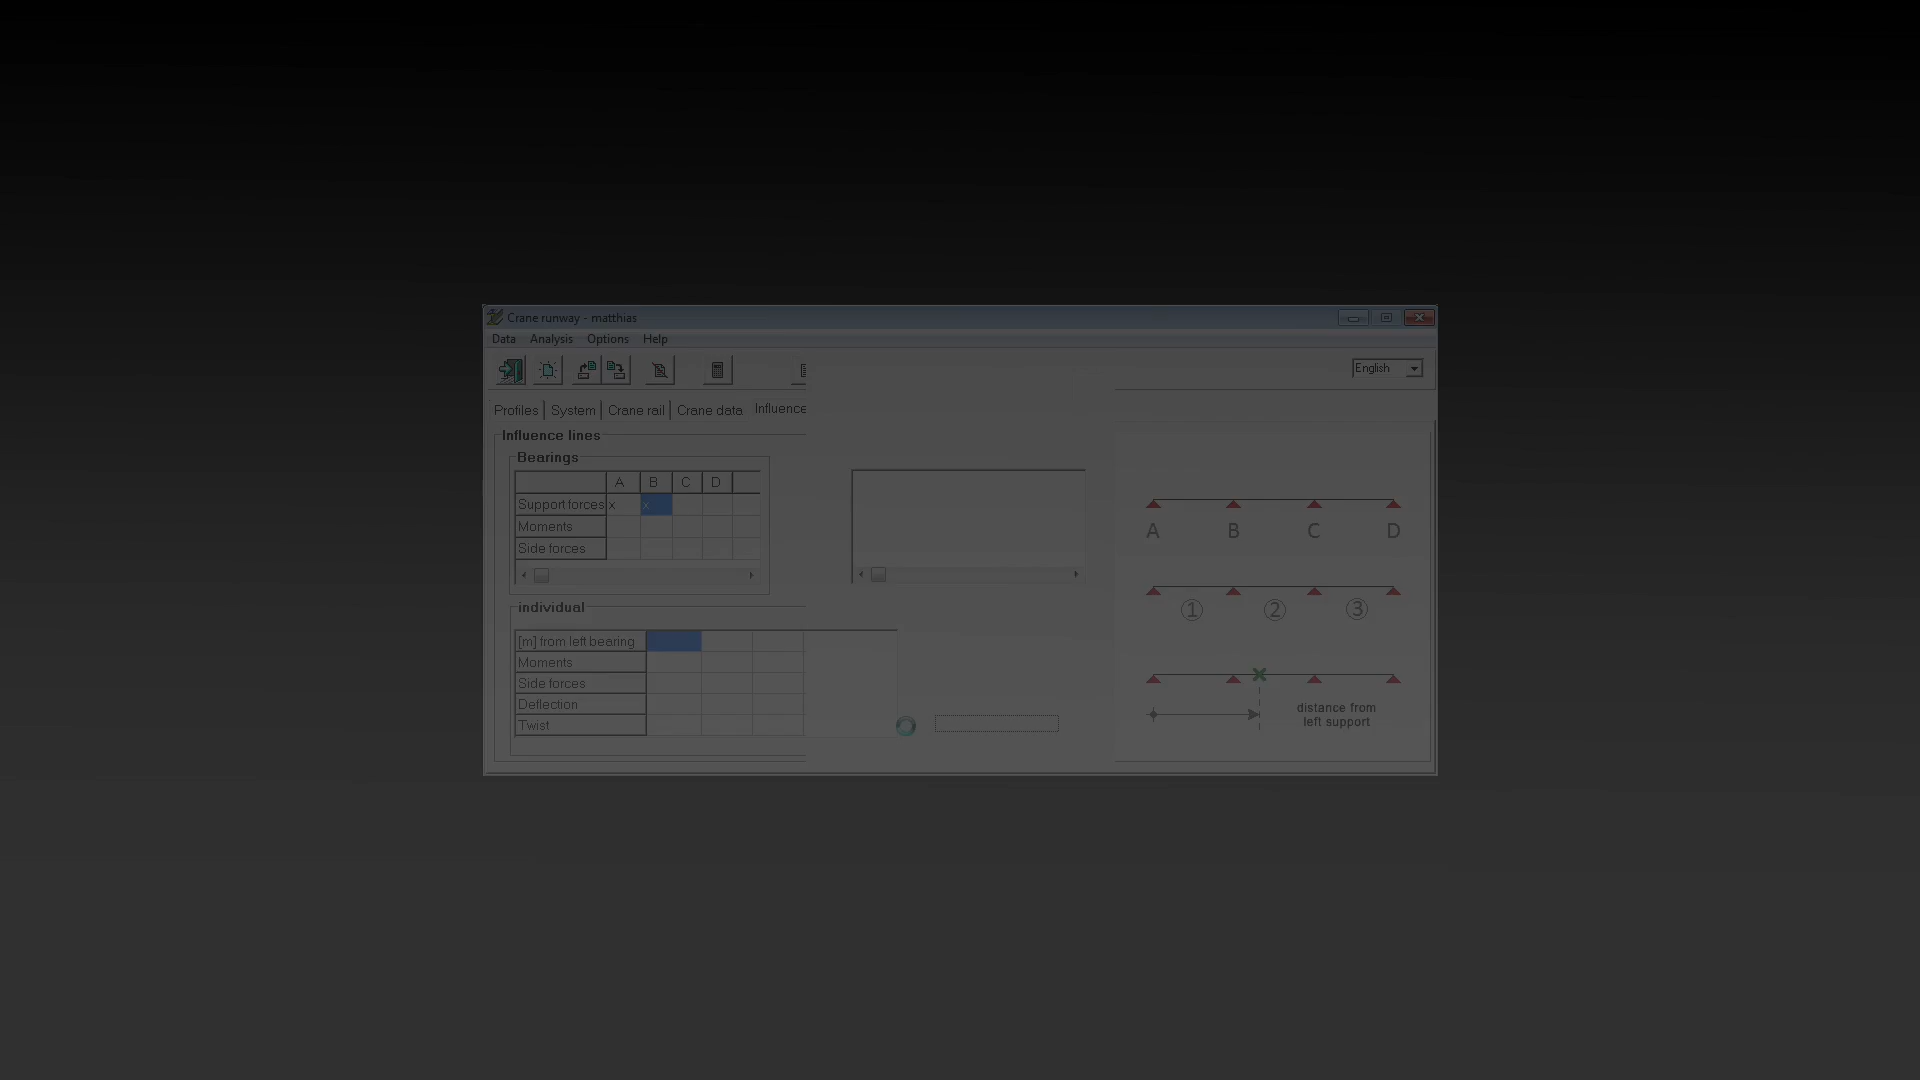 Crane runway - matthias
Data Analysis Options Help
English
Profiles System Crane rail Crane data Influence
Influence lines
Bearings
A B C D
Support forces x x
Moments
Side forces
A B C D
1 2 3
individual
[m] from left bearing
Moments
Side forces
Deflection
Twist
distance from
left support